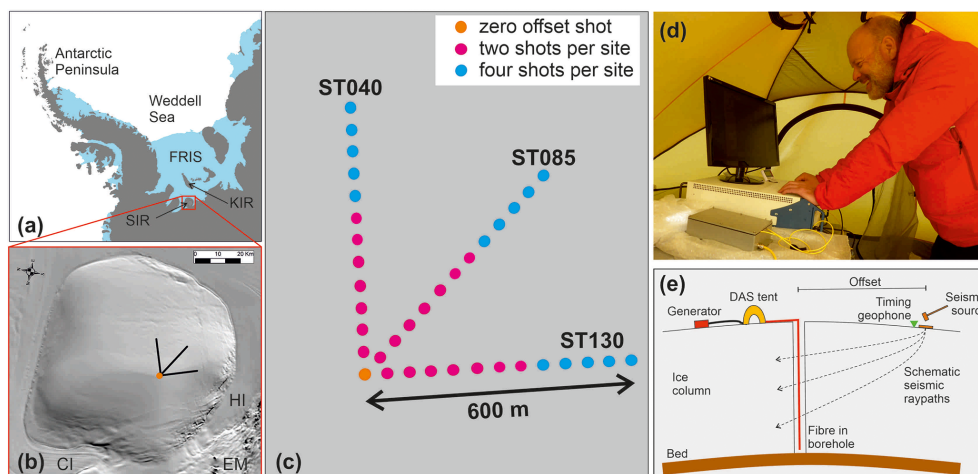 (a)
Antarctic
Peninsula
Weddell
Sea
FRIS
KIR
SIR
(b)
0 10 20 Km
HI
CI
EM
(c)
zero offset shot
two shots per site
four shots per site
ST040
ST085
ST130
600 m
(d)
(e)
Offset
DAS tent
Generator
Timing
geophone
Seismic
source
Ice
column
Schematic
seismic
raypaths
Fibre in
borehole
Bed